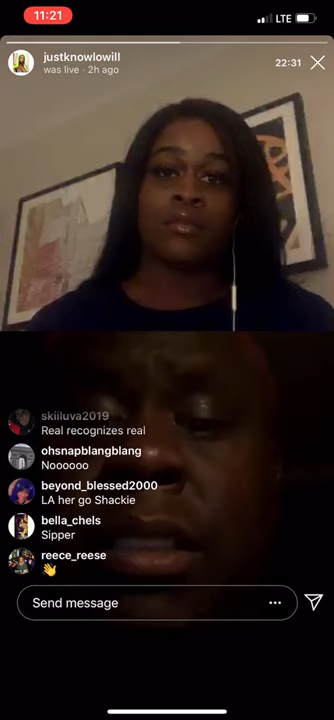 11:21
LTE
justknowlowill
was live · 2h ago
22:31
skiiluva2019
Real recognizes real
ohsnapblangblang
Noooooo
beyond_blessed2000
LA her go Shackie
bella_chels
Sipper
reece_reese
👋
Send message